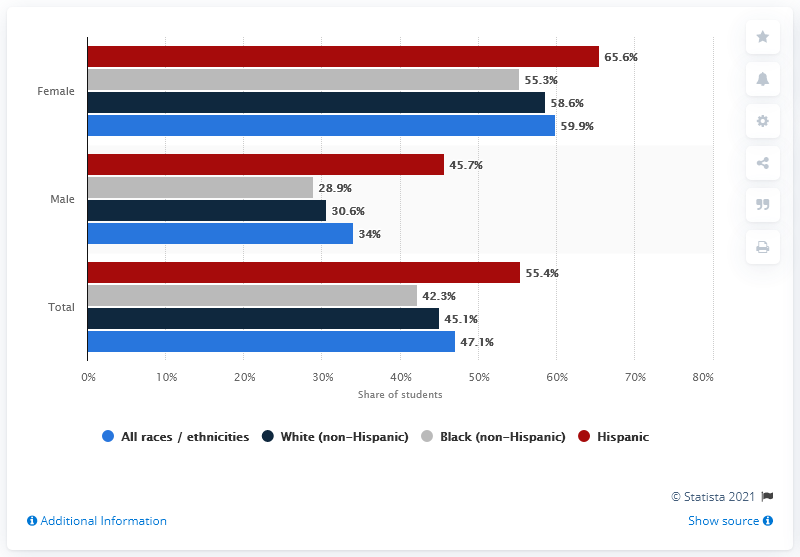 65.6%
55.3%
Female
58.6%
59.9%
45.7%
28.9%
Male
30.6%
34%
55.4%
42.3%
Total
45.1%
47.1%
0% 10% 20% 30% 40% 50% 60% 70% 80%
Share of students
All races / ethnicities White (non-Hispanic) Black (non-Hispanic) Hispanic
© Statista 2021
Additional Information Show source